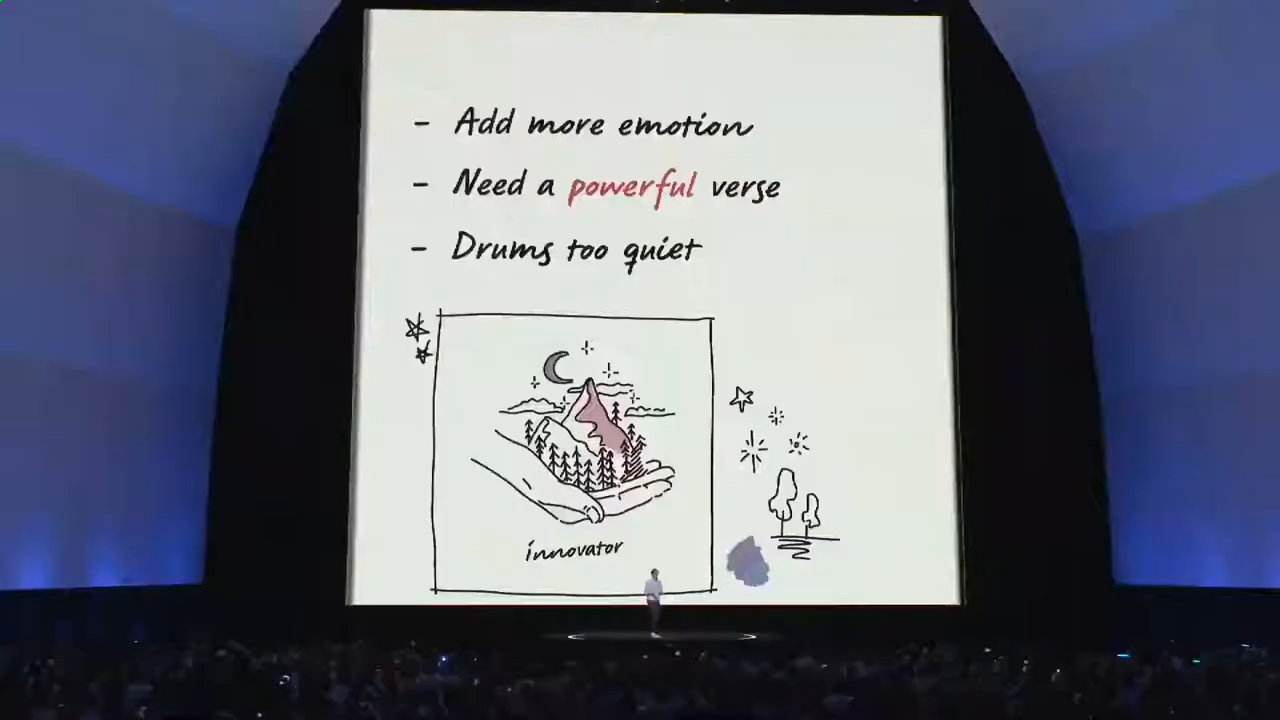 - Add more emotion
- Need a powerful verse
- Drums too quiet
innovator